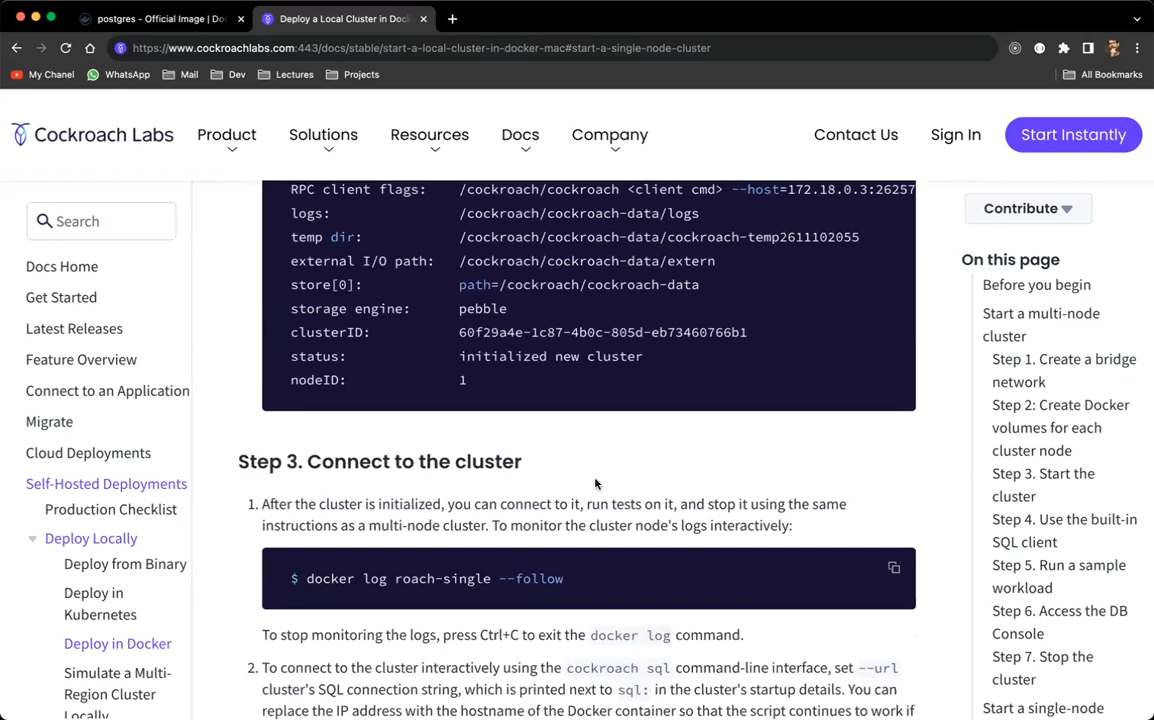 postgres - Official Image | Doc
Deploy a Local Cluster in Dock
https://www.cockroachlabs.com:443/docs/stable/start-a-local-cluster-in-docker-mac#start-a-single-node-cluster
My Chanel
WhatsApp
Mail
Dev
Lectures
Projects
All Bookmarks
Cockroach Labs
Product
Solutions
Resources
Docs
Company
Contact Us
Sign In
Start Instantly
Search
Docs Home
Get Started
Latest Releases
Feature Overview
Connect to an Application
Migrate
Cloud Deployments
Self-Hosted Deployments
Production Checklist
Deploy Locally
Deploy from Binary
Deploy in
Kubernetes
Deploy in Docker
Simulate a Multi-
Region Cluster
Locally
RPC client flags: /cockroach/cockroach <client cmd> --host=172.18.0.3:26257
logs: /cockroach/cockroach-data/logs
temp dir: /cockroach/cockroach-data/cockroach-temp2611102055
external I/O path: /cockroach/cockroach-data/extern
store[0]: path=/cockroach/cockroach-data
storage engine: pebble
clusterID: 60f29a4e-1c87-4b0c-805d-eb73460766b1
status: initialized new cluster
nodeID: 1
Step 3. Connect to the cluster
1. After the cluster is initialized, you can connect to it, run tests on it, and stop it using the same
instructions as a multi-node cluster. To monitor the cluster node's logs interactively:
$ docker log roach-single --follow
To stop monitoring the logs, press Ctrl+C to exit the docker log command.
2. To connect to the cluster interactively using the cockroach sql command-line interface, set --url
cluster's SQL connection string, which is printed next to sql: in the cluster's startup details. You can
replace the IP address with the hostname of the Docker container so that the script continues to work if
Contribute
On this page
Before you begin
Start a multi-node
cluster
Step 1. Create a bridge
network
Step 2: Create Docker
volumes for each
cluster node
Step 3. Start the
cluster
Step 4. Use the built-in
SQL client
Step 5. Run a sample
workload
Step 6. Access the DB
Console
Step 7. Stop the
cluster
Start a single-node